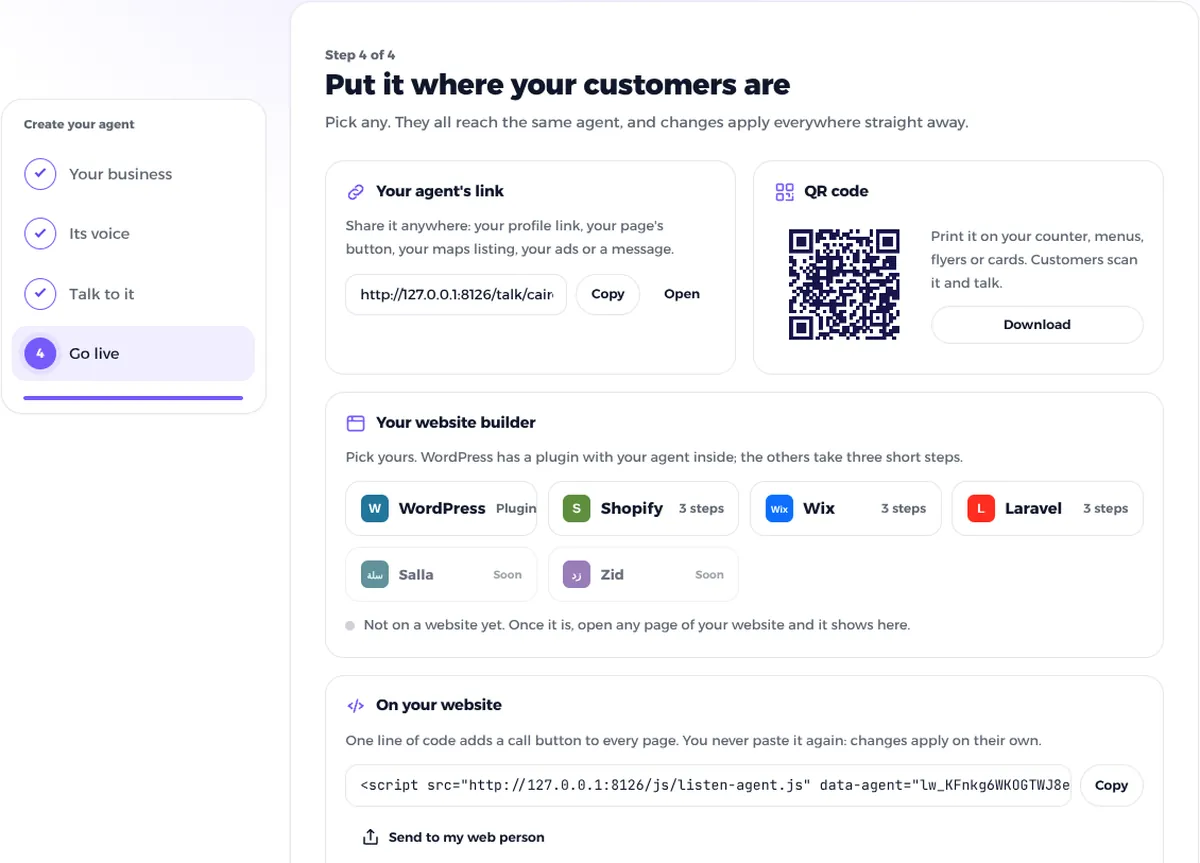 Create your agent
Your business
Its voice
Talk to it
4
Go live
Step 4 of 4
Put it where your customers are
Pick any. They all reach the same agent, and changes apply everywhere straight away.
Your agent's link
Share it anywhere: your profile link, your page's
button, your maps listing, your ads or a message.
http://127.0.0.1:8126/talk/cair
Copy
Open
QR code
Print it on your counter, menus,
flyers or cards. Customers scan
it and talk.
Download
Your website builder
Pick yours. WordPress has a plugin with your agent inside; the others take three short steps.
W WordPress Plugin
S Shopify 3 steps
Wix Wix 3 steps
L Laravel 3 steps
سلة Salla Soon
زد Zid Soon
Not on a website yet. Once it is, open any page of your website and it shows here.
</> On your website
One line of code adds a call button to every page. You never paste it again: changes apply on their own.
<script src="http://127.0.0.1:8126/js/listen-agent.js" data-agent="lw_KFnkg6WKOGTWJ8e
Copy
Send to my web person